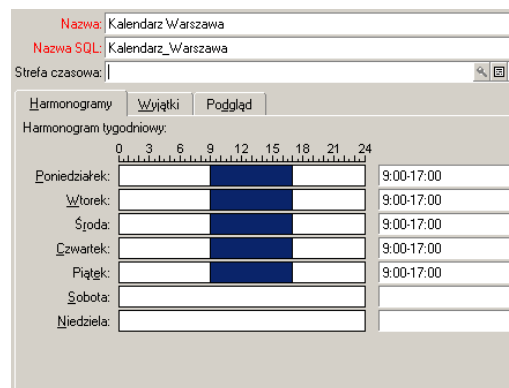 Nazwa: Kalendarz Warszawa
Nazwa SQL: Kalendarz_Warszawa
Strefa czasowa:
Harmonogramy Wyjątki Podgląd
Harmonogram tygodniowy:
0 3 6 9 12 15 18 21 24
Poniedziałek: 9:00-17:00
Wtorek: 9:00-17:00
Środa: 9:00-17:00
Czwartek: 9:00-17:00
Piątek: 9:00-17:00
Sobota:
Niedziela: